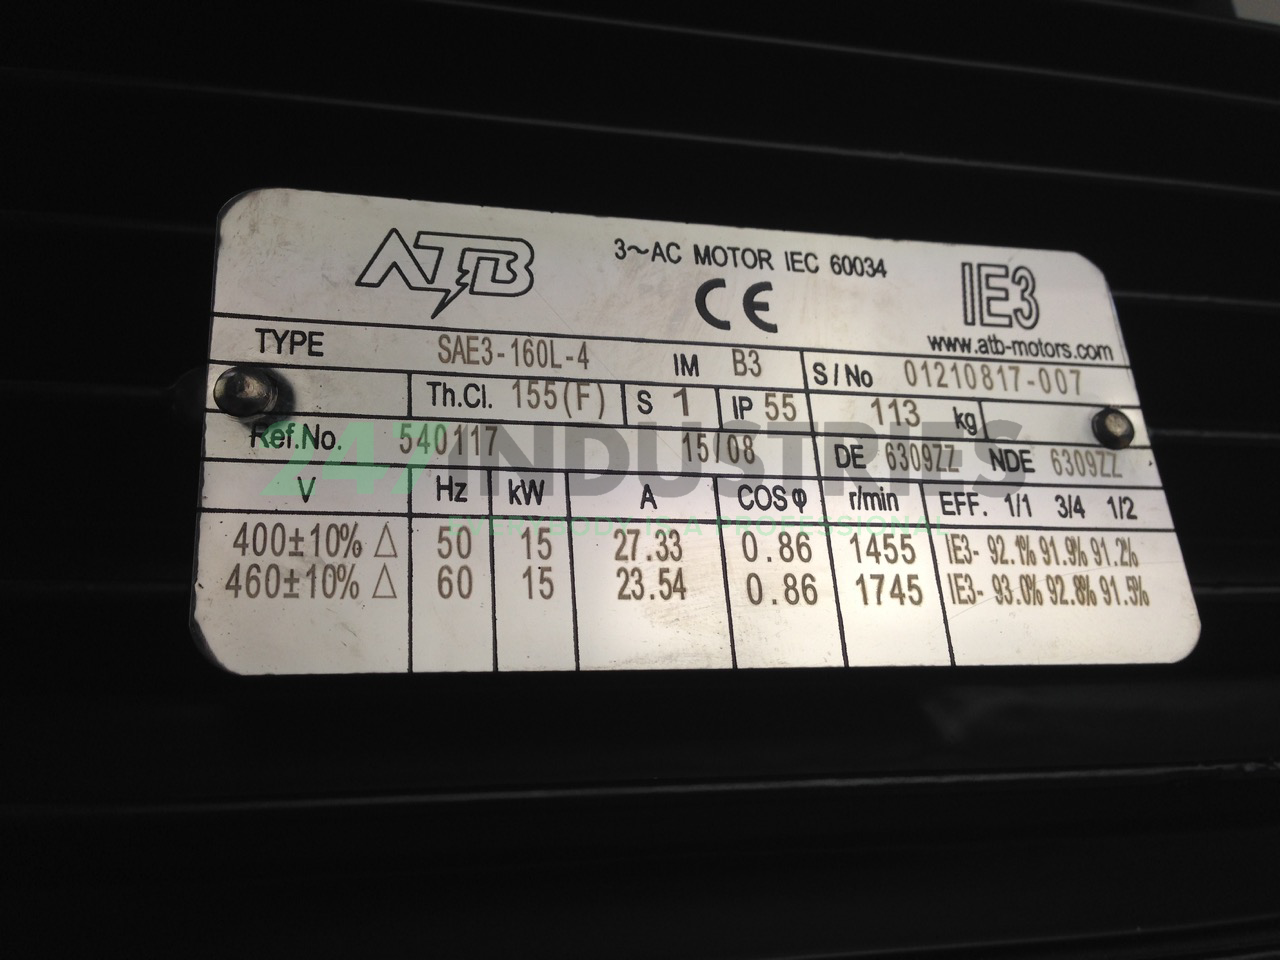 ATB 3~AC MOTOR IEC 60034 IE3
CE
www.atb-motors.com
TYPE SAE3-160L-4 IM B3 S/No 01210817-007
Th.Cl. 155(F) S 1 IP 55 113 kg
Ref.No. 540117 15/08 DE 6309ZZ NDE 6309ZZ
247INDUSTRIES
V Hz kW A COS φ r/min EFF. 1/1 3/4 1/2
EVERYBODY IS A PROFESSIONAL
400±10% △ 50 15 27.33 0.86 1455 IE3- 92.1% 91.9% 91.2%
460±10% △ 60 15 23.54 0.86 1745 IE3- 93.0% 92.8% 91.5%